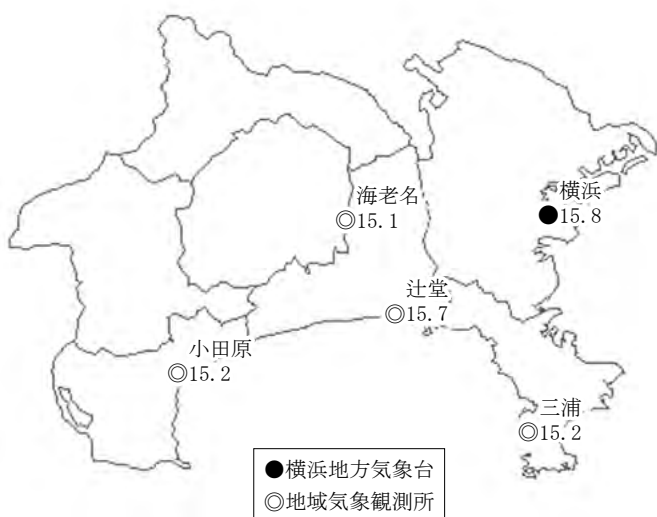 海老名
◎15.1
横浜
●15.8
辻堂
◎15.7
小田原
◎15.2
三浦
◎15.2
●横浜地方気象台
◎地域気象観測所